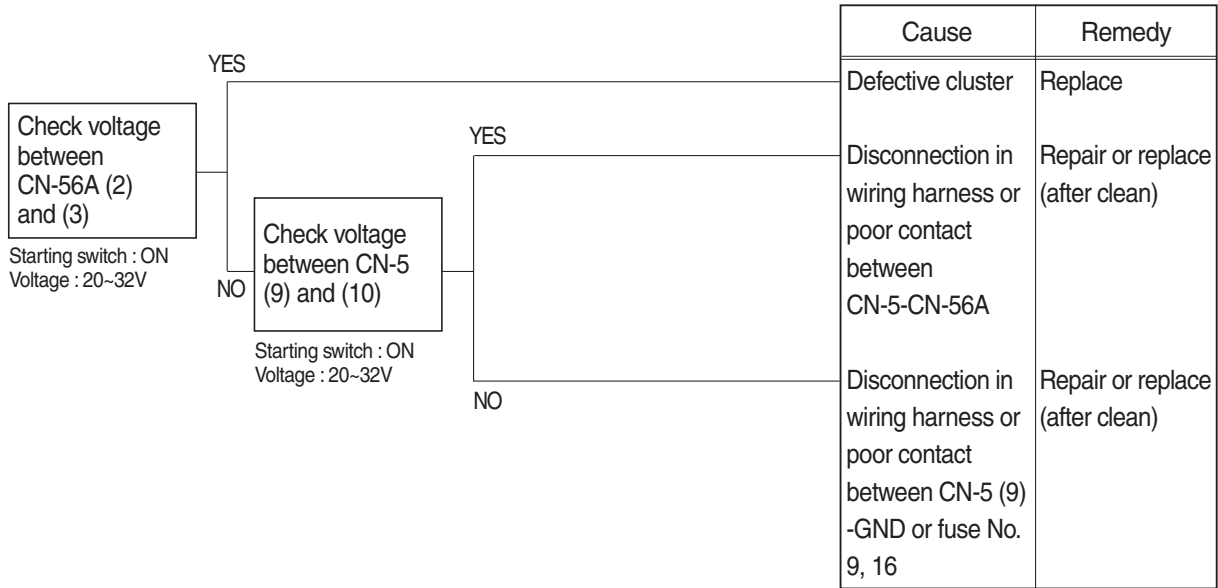 Cause
Remedy
YES
Defective cluster
Replace
Check voltage
between
CN-56A (2)
and (3)
Starting switch : ON
Voltage : 20~32V
YES
Disconnection in
wiring harness or
poor contact
between
CN-5-CN-56A
Repair or replace
(after clean)
NO
Check voltage
between CN-5
(9) and (10)
Starting switch : ON
Voltage : 20~32V
NO
Disconnection in
wiring harness or
poor contact
between CN-5 (9)
-GND or fuse No.
9, 16
Repair or replace
(after clean)